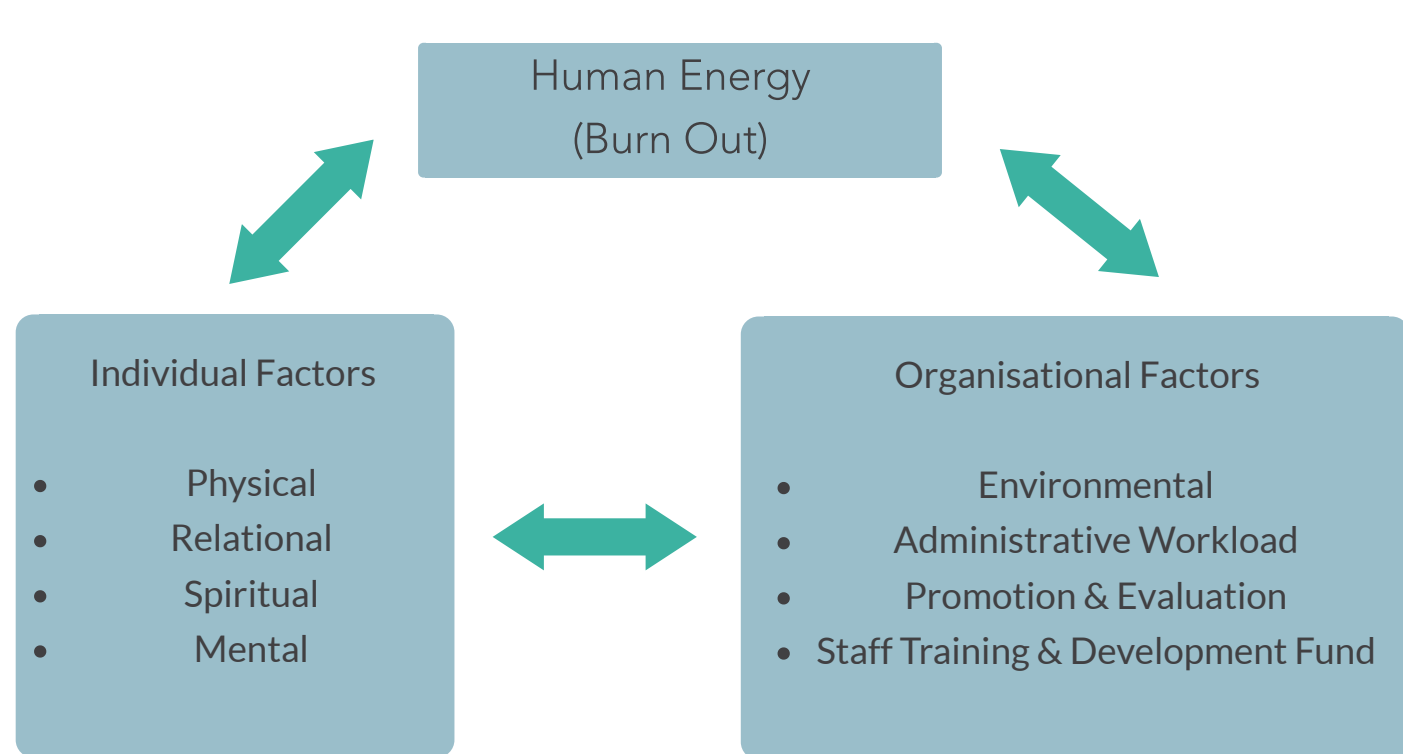 Human Energy
(Burn Out)
Individual Factors
• Physical
• Relational
• Spiritual
• Mental
Organisational Factors
• Environmental
• Administrative Workload
• Promotion & Evaluation
• Staff Training & Development Fund